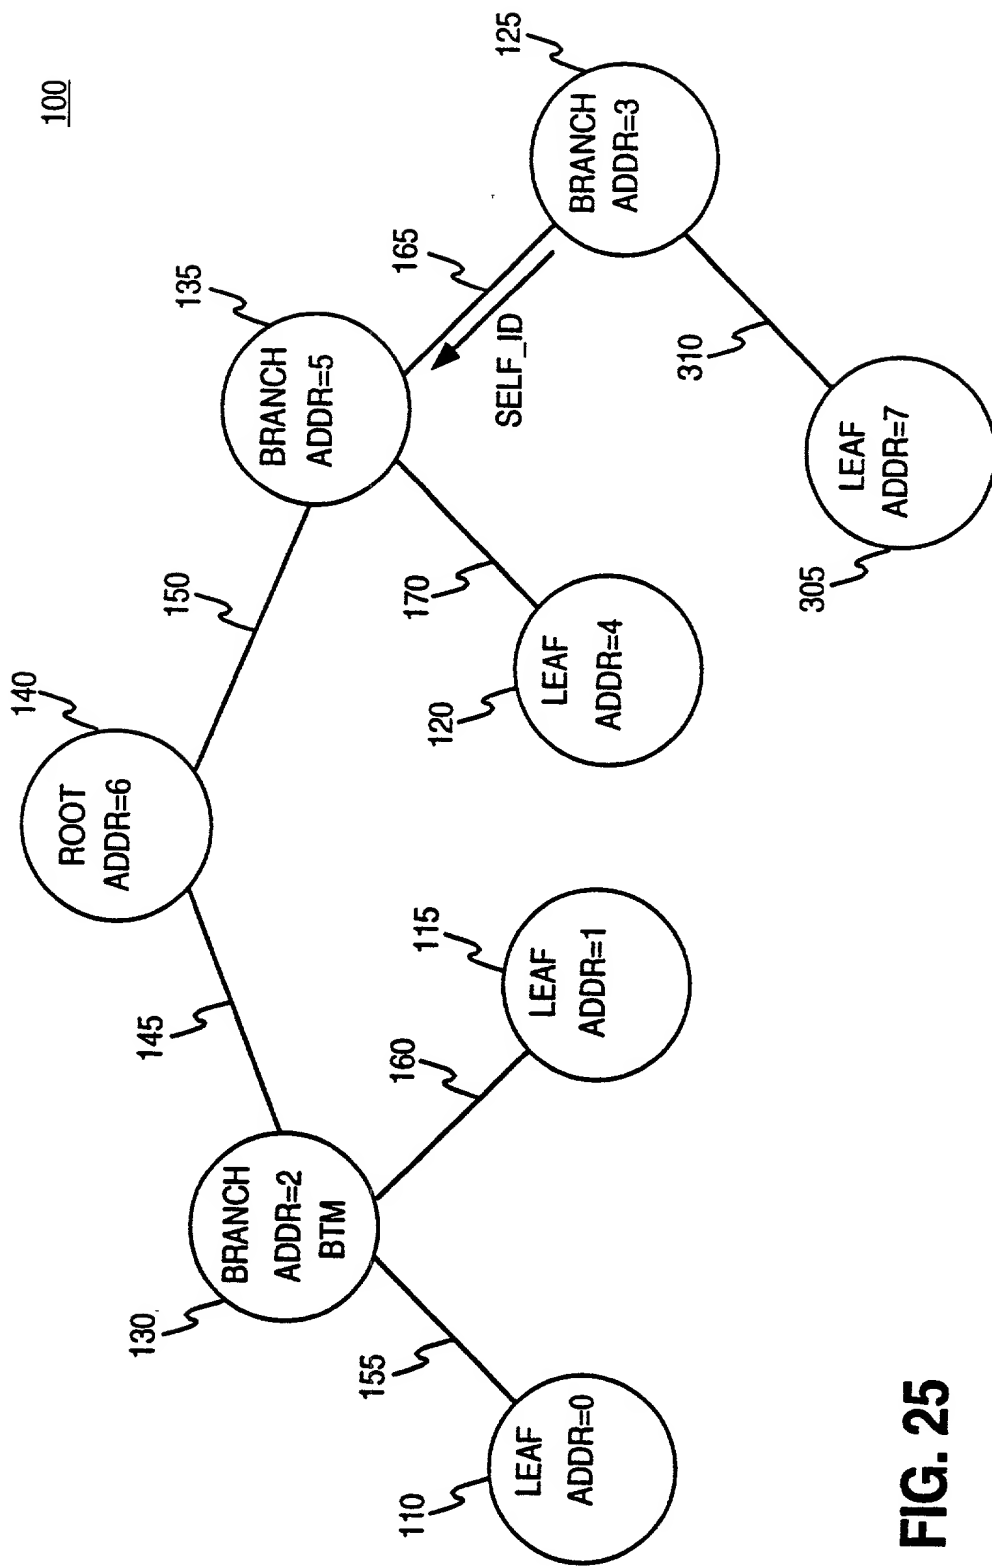 100
140
ROOT
ADDR=6
145
150
130
BRANCH
ADDR=2
BTM
135
BRANCH
ADDR=5
155
160
170
165
SELF_ID
125
BRANCH
ADDR=3
110
LEAF
ADDR=0
115
LEAF
ADDR=1
120
LEAF
ADDR=4
310
305
LEAF
ADDR=7
FIG. 25